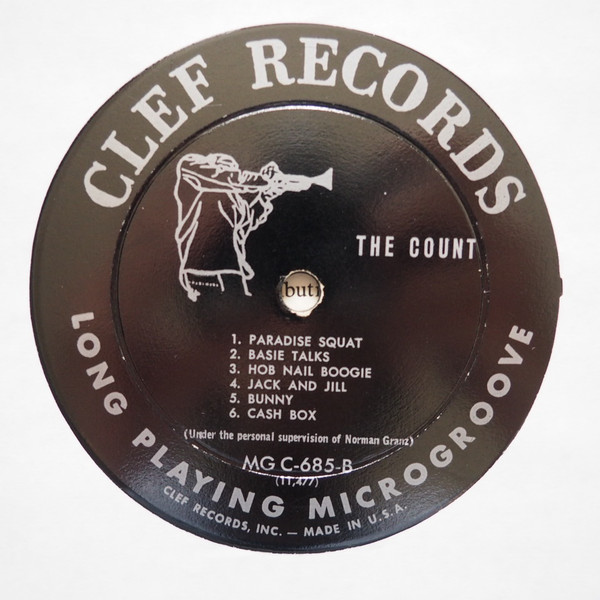 CLEF RECORDS
THE COUNT
but
1. PARADISE SQUAT
2. BASIE TALKS
3. HOB NAIL BOOGIE
4. JACK AND JILL
5. BUNNY
6. CASH BOX
(Under the personal supervision of Norman Granz)
MG C-685-B
(11,477)
LONG PLAYING MICROGROOVE
CLEF RECORDS, INC. — MADE IN U.S.A.